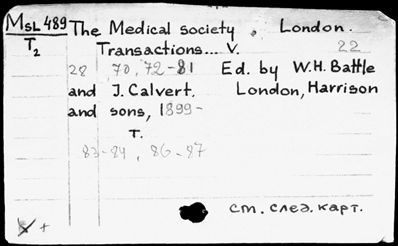 MsL 489 The Medical society. London.
T2 Transactions... V. 22
28, 70, 72-81 Ed. by W.H. Battle
and J. Calvert. London, Harrison
and sons, 1899-
T.
83-84, 86-87
см. след. карт.
+